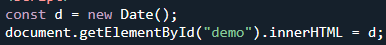 const d = new Date();
document.getElementById("demo").innerHTML = d;